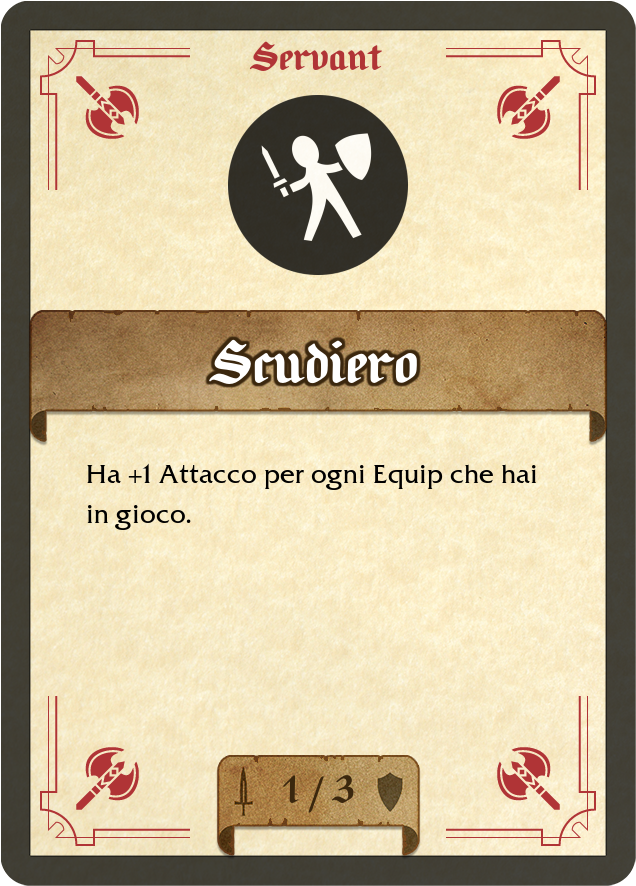 Servant
Scudiero
Ha +1 Attacco per ogni Equip che hai
in gioco.
1/3